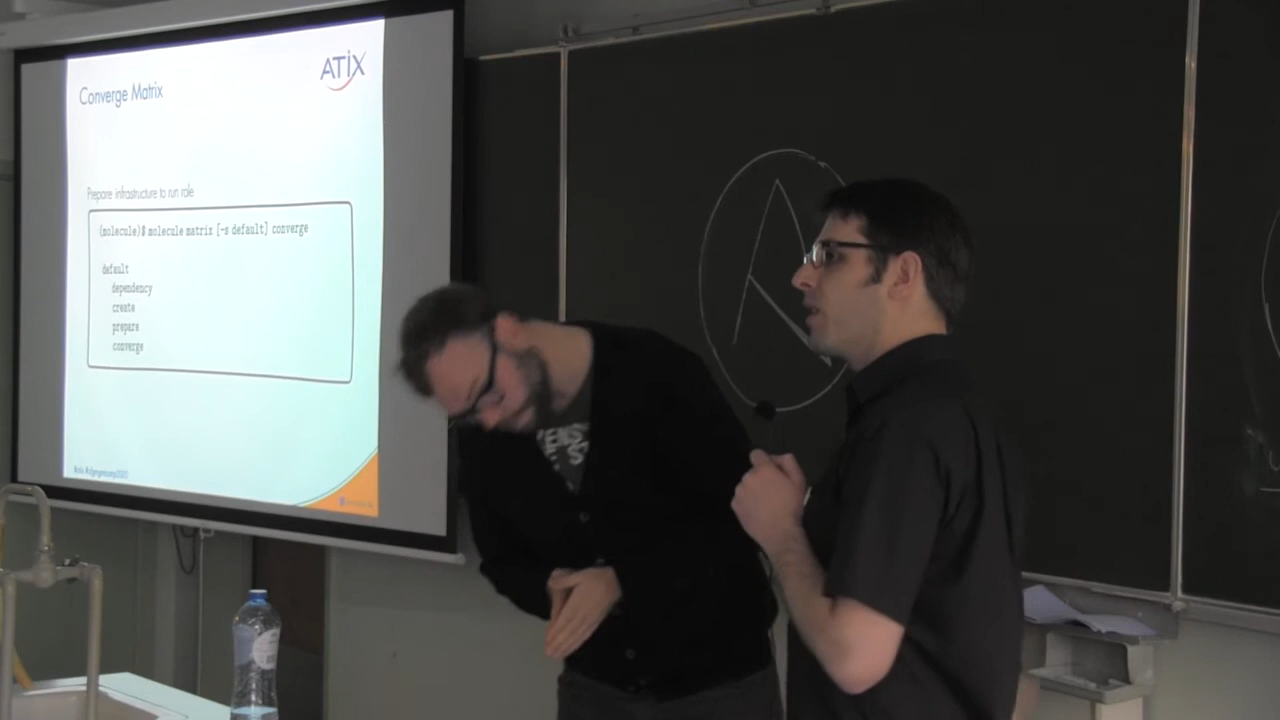 ATIX
Converge Matrix
Prepare infrastructure to run role
(molecule)$ molecule matrix [-s default] converge
default
dependency
create
prepare
converge